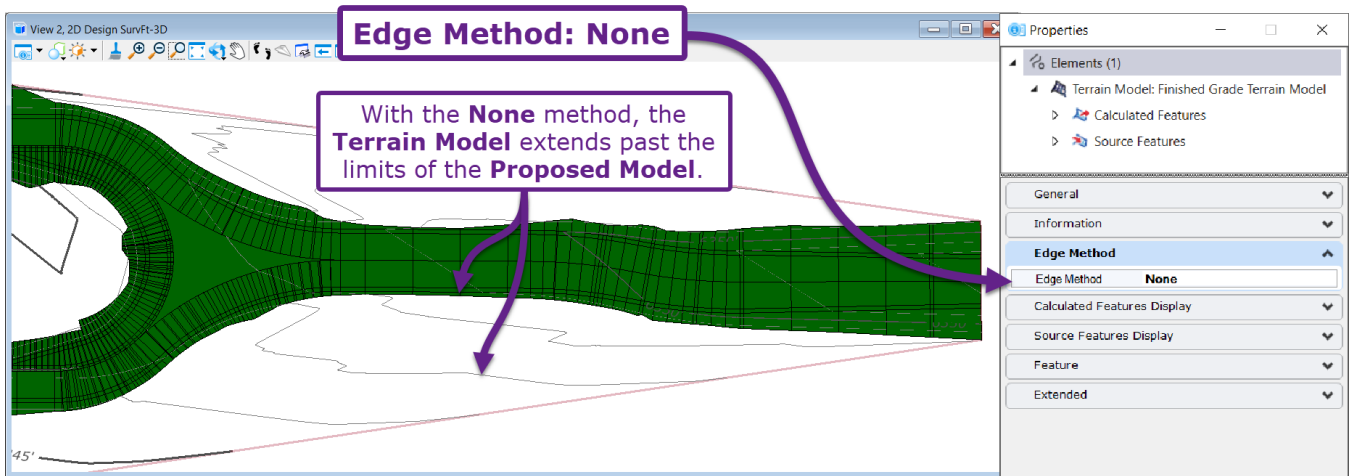 View 2, 2D Design SurvFt-3D
Edge Method: None
With the None method, the
Terrain Model extends past the
limits of the Proposed Model.
45'
Properties
Elements (1)
Terrain Model: Finished Grade Terrain Model
Calculated Features
Source Features
General
Information
Edge Method
Edge Method None
Calculated Features Display
Source Features Display
Feature
Extended